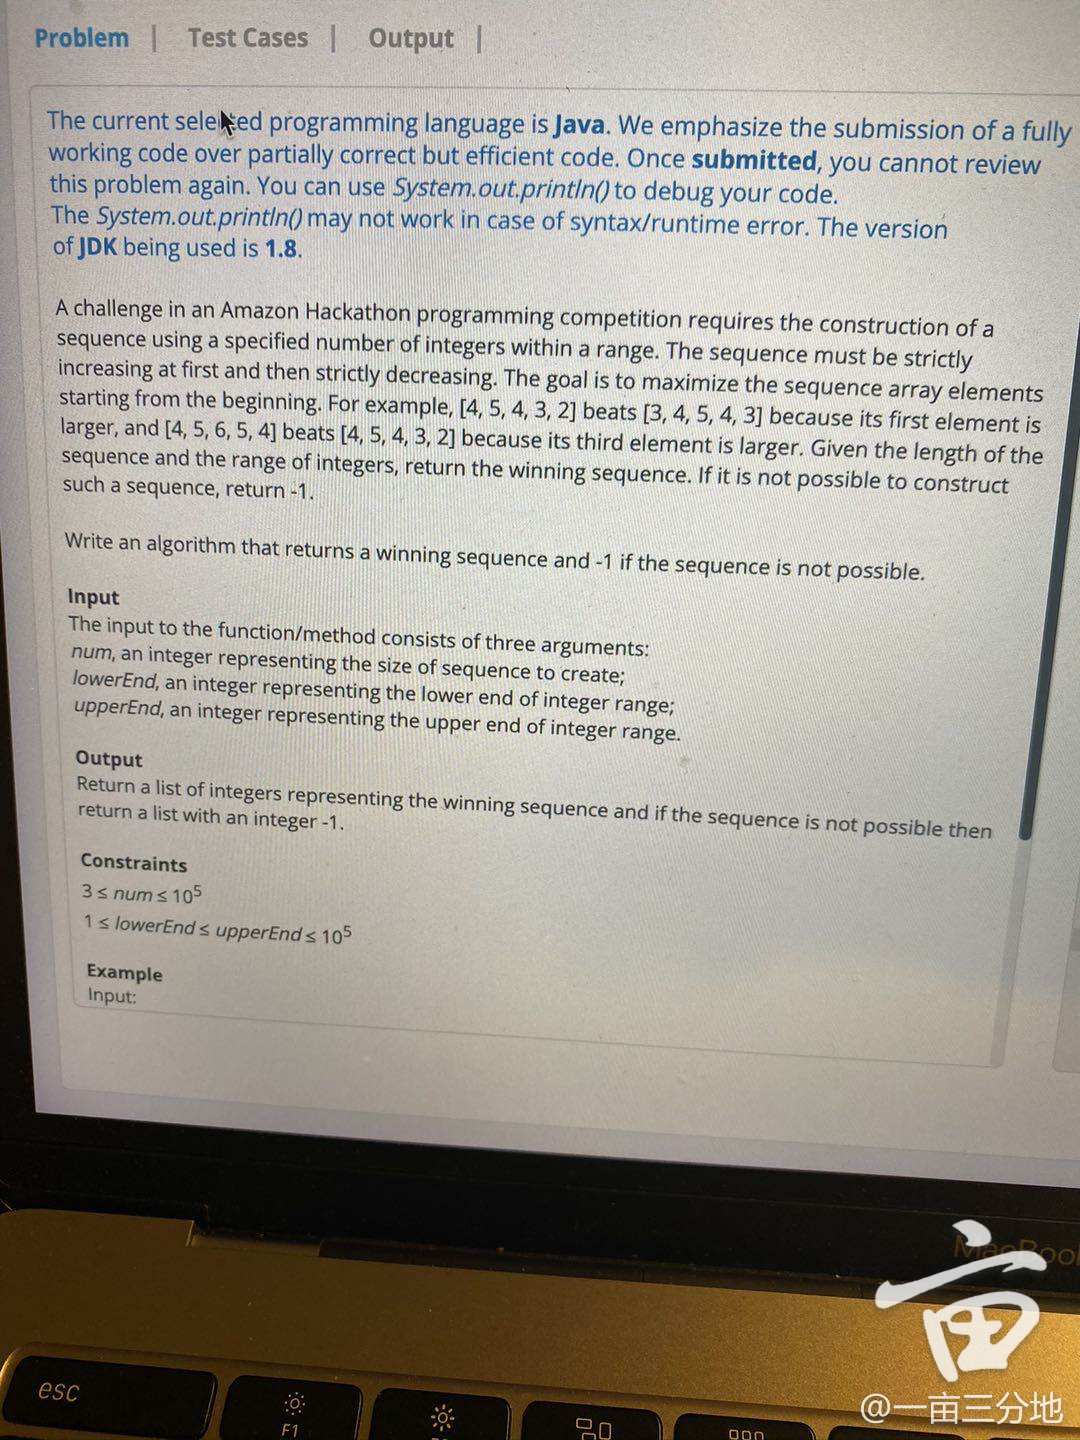 Problem | Test Cases | Output |
The current selected programming language is Java. We emphasize the submission of a fully
working code over partially correct but efficient code. Once submitted, you cannot review
this problem again. You can use System.out.println() to debug your code.
The System.out.println() may not work in case of syntax/runtime error. The version
of JDK being used is 1.8.
A challenge in an Amazon Hackathon programming competition requires the construction of a
sequence using a specified number of integers within a range. The sequence must be strictly
increasing at first and then strictly decreasing. The goal is to maximize the sequence array elements
starting from the beginning. For example, [4, 5, 4, 3, 2] beats [3, 4, 5, 4, 3] because its first element is
larger, and [4, 5, 6, 5, 4] beats [4, 5, 4, 3, 2] because its third element is larger. Given the length of the
sequence and the range of integers, return the winning sequence. If it is not possible to construct
such a sequence, return -1.
Write an algorithm that returns a winning sequence and -1 if the sequence is not possible.
Input
The input to the function/method consists of three arguments:
num, an integer representing the size of sequence to create;
lowerEnd, an integer representing the lower end of integer range;
upperEnd, an integer representing the upper end of integer range.
Output
Return a list of integers representing the winning sequence and if the sequence is not possible then
return a list with an integer -1.
Constraints
3 ≤ num ≤ 10⁵
1 ≤ lowerEnd ≤ upperEnd ≤ 10⁵
Example
Input:
MacBoo
esc
F1
@一亩三分地